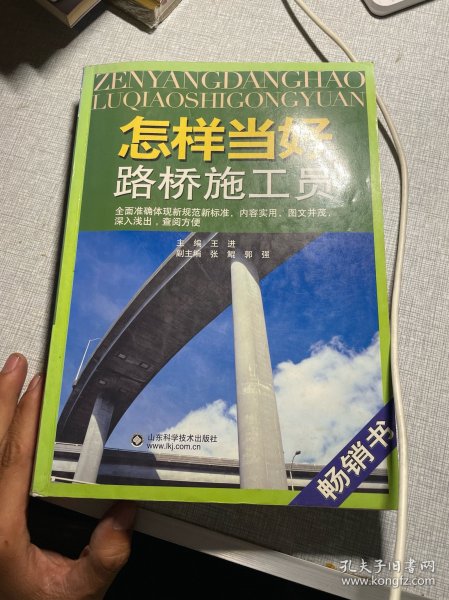 ZENYANGDANGHAO
LUQIAOSHIGONGYUAN
怎样当好
路桥施工员
全面准确体现新规范新标准，内容实用，图文并茂，
深入浅出，查阅方便
主 编 王 进
副主编 张 鲲 郭 强
山东科学技术出版社
www.lkj.com.cn
畅销书
孔夫子旧书网
www.kongfz.com